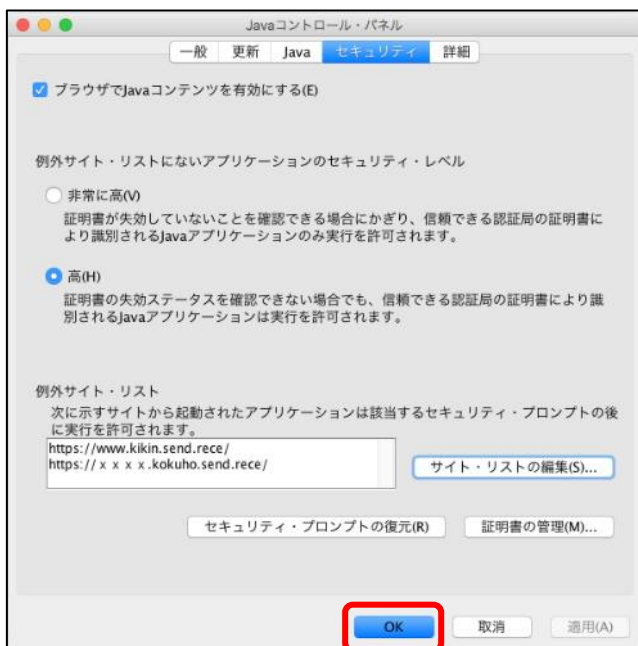 Javaコントロール・パネル
一般 更新 Java セキュリティ 詳細
ブラウザでJavaコンテンツを有効にする(E)
例外サイト・リストにないアプリケーションのセキュリティ・レベル
非常に高(V)
証明書が失効していないことを確認できる場合にかぎり、信頼できる認証局の証明書に
より識別されるJavaアプリケーションのみ実行を許可されます。
高(H)
証明書の失効ステータスを確認できない場合でも、信頼できる認証局の証明書により識
別されるJavaアプリケーションは実行を許可されます。
例外サイト・リスト
次に示すサイトから起動されたアプリケーションは該当するセキュリティ・プロンプトの後
に実行を許可されます。
https://www.kikin.send.rece/
https://ｘｘｘｘ.kokuho.send.rece/
サイト・リストの編集(S)...
セキュリティ・プロンプトの復元(R) 証明書の管理(M)...
OK 取消 適用(A)